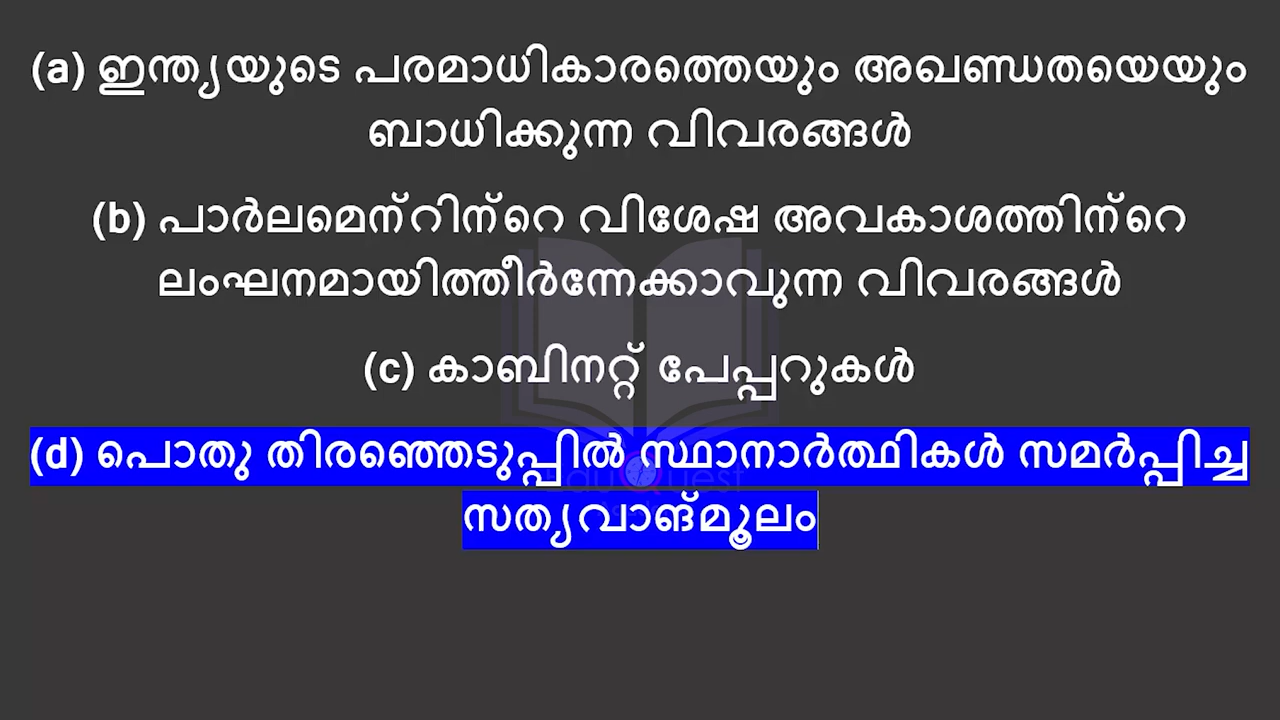 (a) ഇന്ത്യയുടെ പരമാധികാരത്തെയും അഖണ്ഡതയെയും
ബാധിക്കുന്ന വിവരങ്ങൾ
(b) പാർലമെന്റിന്റെ വിശേഷ അവകാശത്തിന്റെ
ലംഘനമായിത്തീർന്നേക്കാവുന്ന വിവരങ്ങൾ
(c) കാബിനറ്റ് പേപ്പറുകൾ
(d) പൊതു തിരഞ്ഞെടുപ്പിൽ സ്ഥാനാർത്ഥികൾ സമർപ്പിച്ച
സത്യവാങ്മൂലം